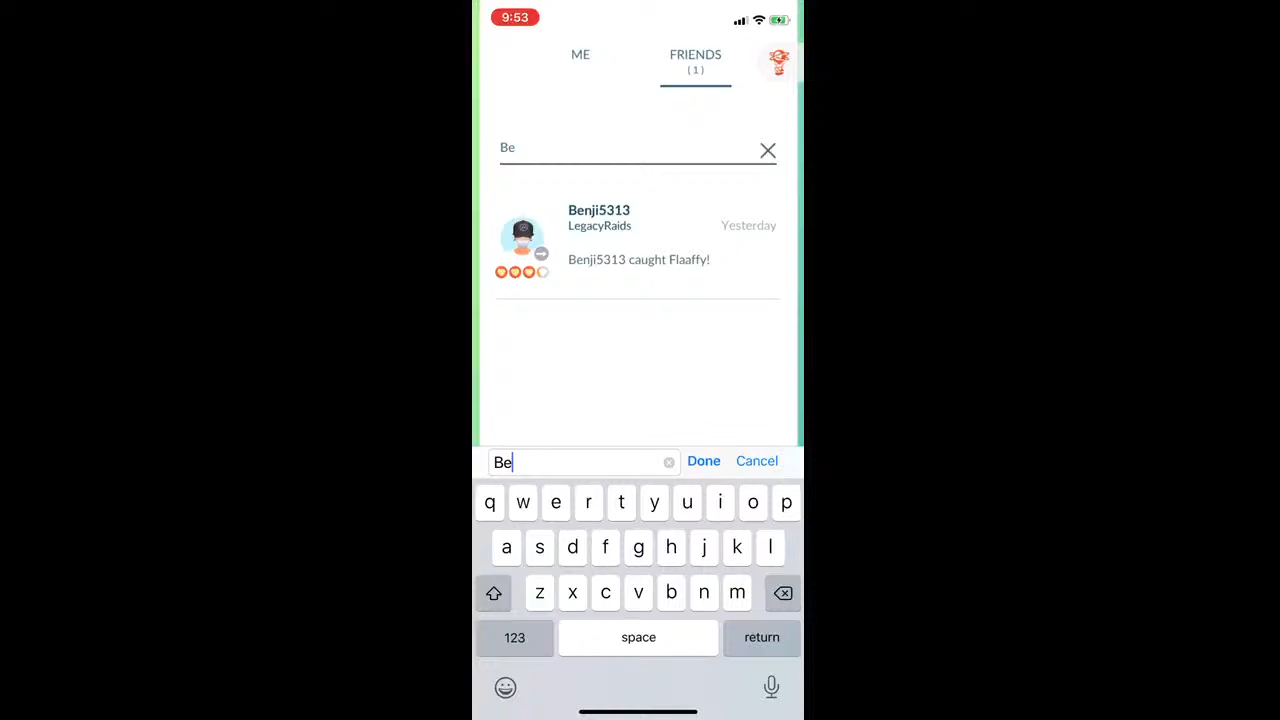 9:53
ME
FRIENDS
( 1 )
Be
Benji5313
LegacyRaids
Yesterday
Benji5313 caught Flaaffy!
Be
Done
Cancel
q w e r t y u i o p
a s d f g h j k l
z x c v b n m
123
space
return